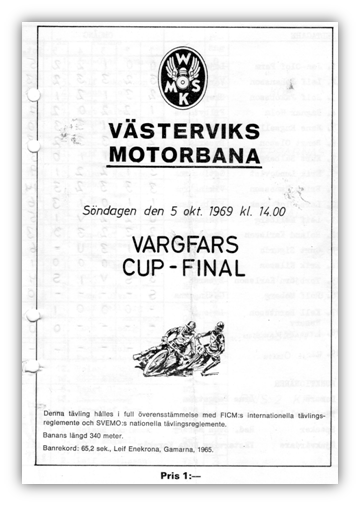 W
M S
K
VÄSTERVIKS
MOTORBANA
Söndagen den 5 okt. 1969 kl. 14.00
VARGFARS
CUP-FINAL
Denna tävling hålles i full överensstämmelse med FICM:s internationella tävlings-
reglemente och SVEMO:s nationella tävlingsreglemente.
Banans längd 340 meter.
Banrekord: 65,2 sek., Leif Enekrona, Gamarna, 1965.
Pris 1:—